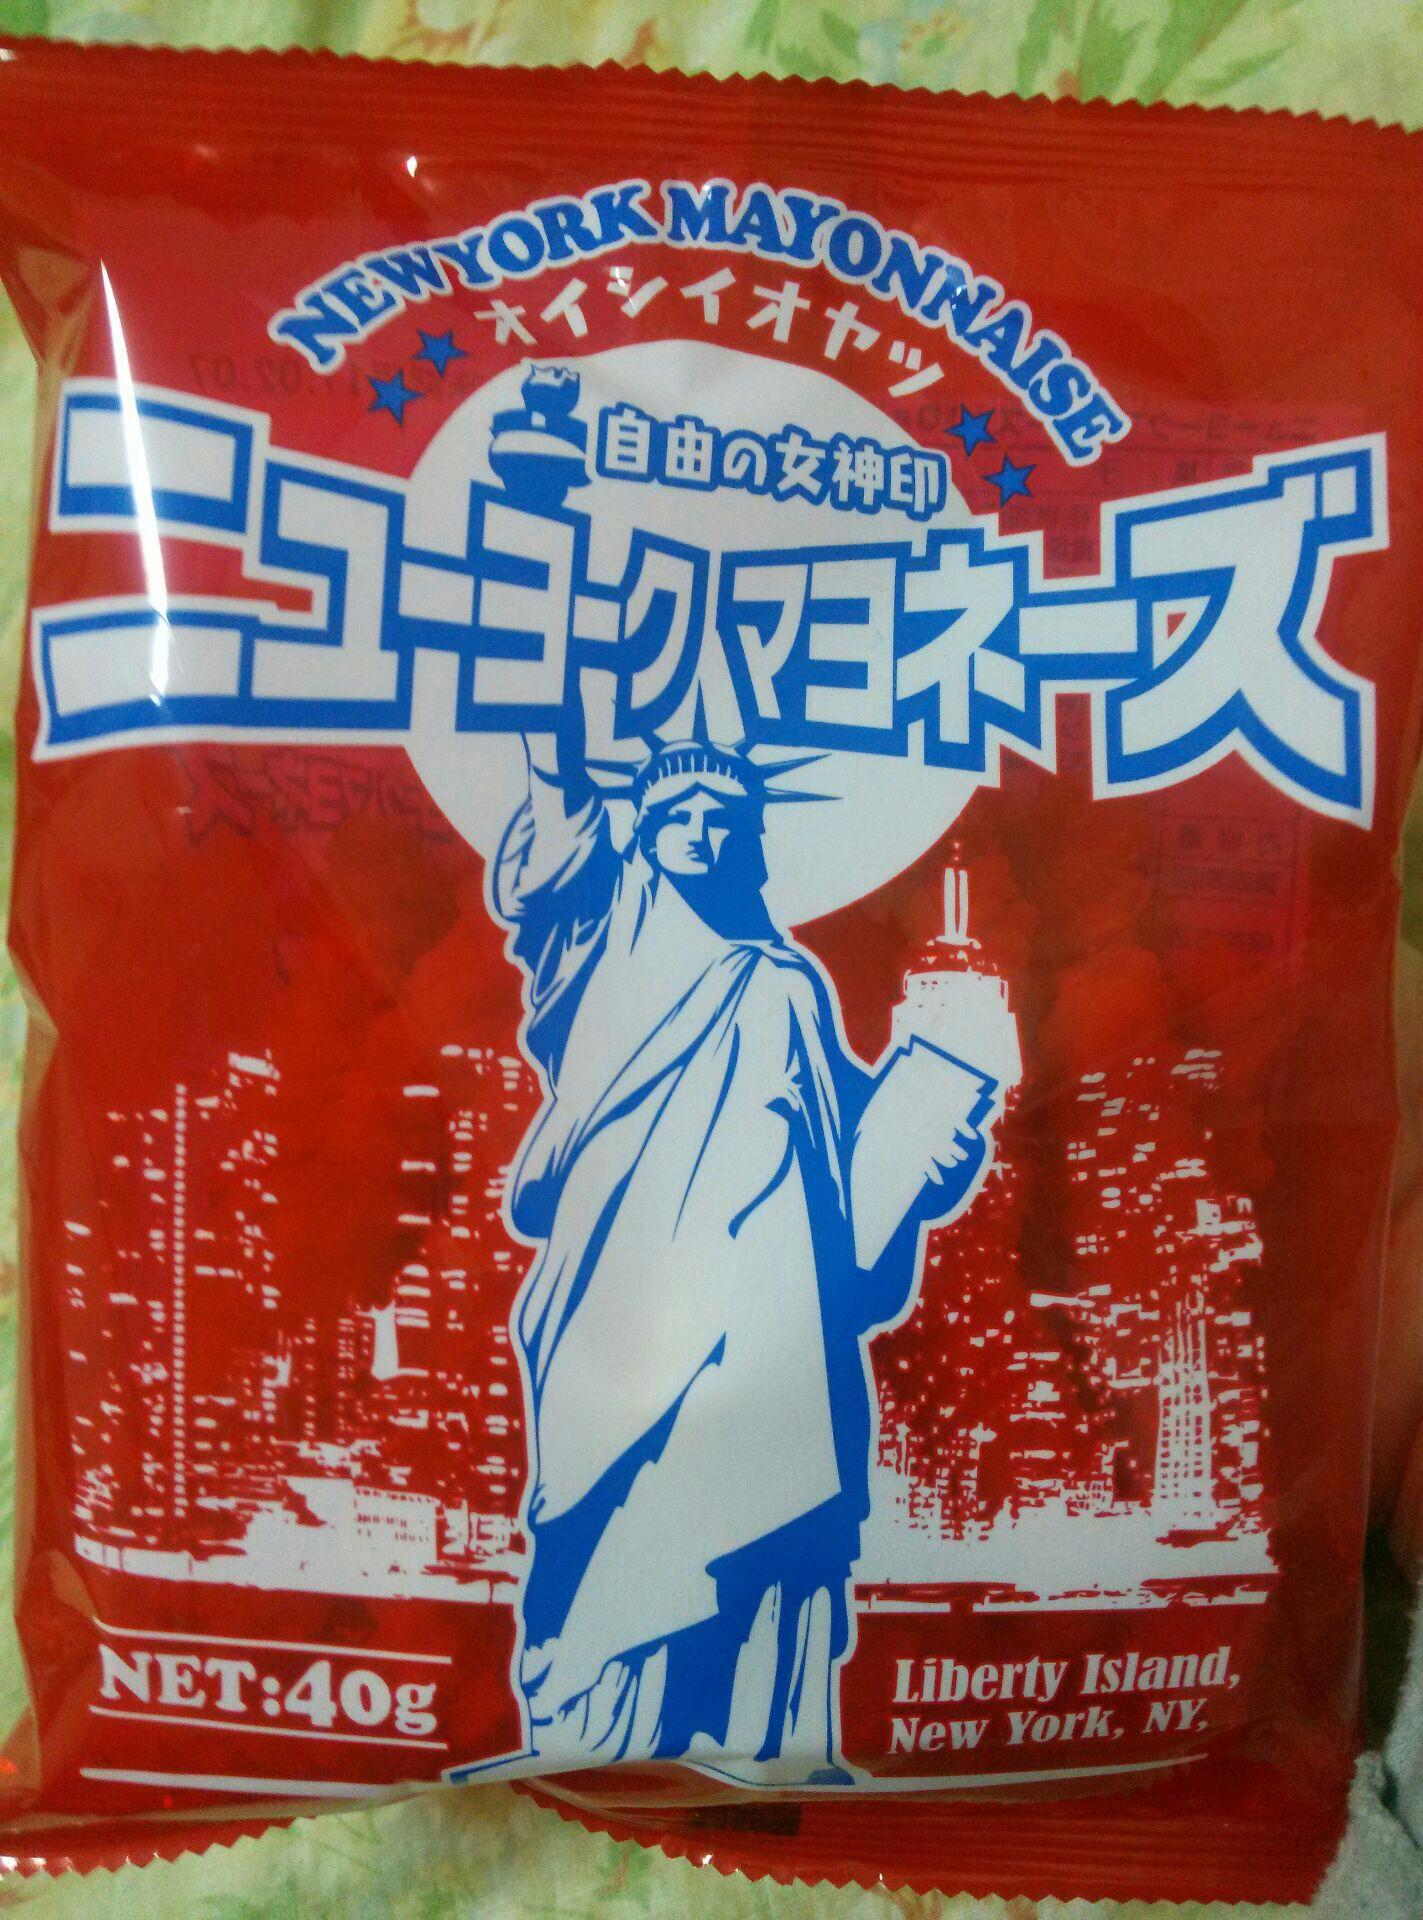 NEWYORK MAYONNAISE
オイシイオヤツ
自由の女神印
ニューヨークマヨネーズ
NET:40g
Liberty Island,
New York, NY,